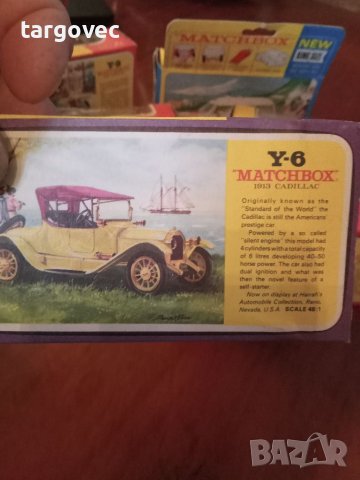 targovec
MATCHBOX
NEW
Y-6
Y-6
"MATCHBOX"
1913 CADILLAC
Originally known as the
"Standard of the World" the
Cadillac is still the Americans
prestige car.
Powered by a so called
"silent engine" this model had
4 cylinders with a total capacity
of 6 litres developing 40-50
horse power. The car also had
dual ignition and what was
then the novel feature of a
self-starter.
Now on display at Harrah's
Automobile Collection, Reno,
Nevada, U.S.A. SCALE 48:1
BAZAR